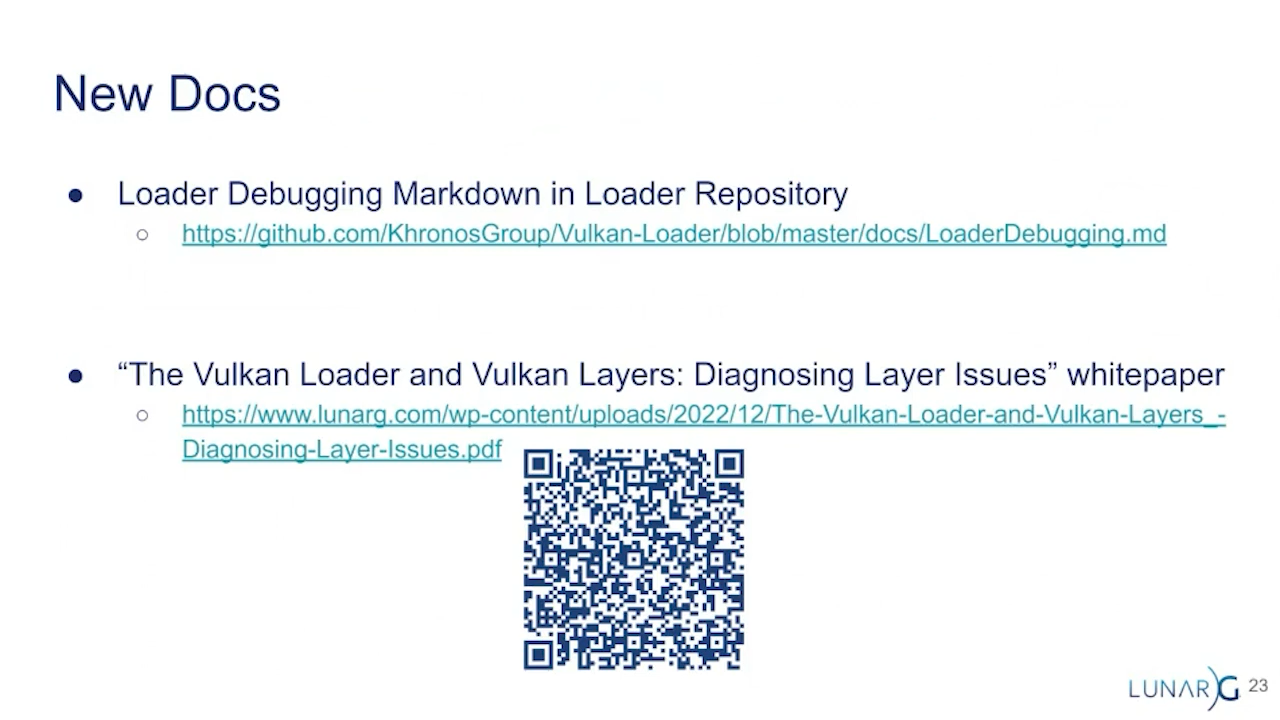 New Docs
● Loader Debugging Markdown in Loader Repository
○ https://github.com/KhronosGroup/Vulkan-Loader/blob/master/docs/LoaderDebugging.md
● “The Vulkan Loader and Vulkan Layers: Diagnosing Layer Issues” whitepaper
○ https://www.lunarg.com/wp-content/uploads/2022/12/The-Vulkan-Loader-and-Vulkan-Layers_-
Diagnosing-Layer-Issues.pdf
LUNAR)G 23